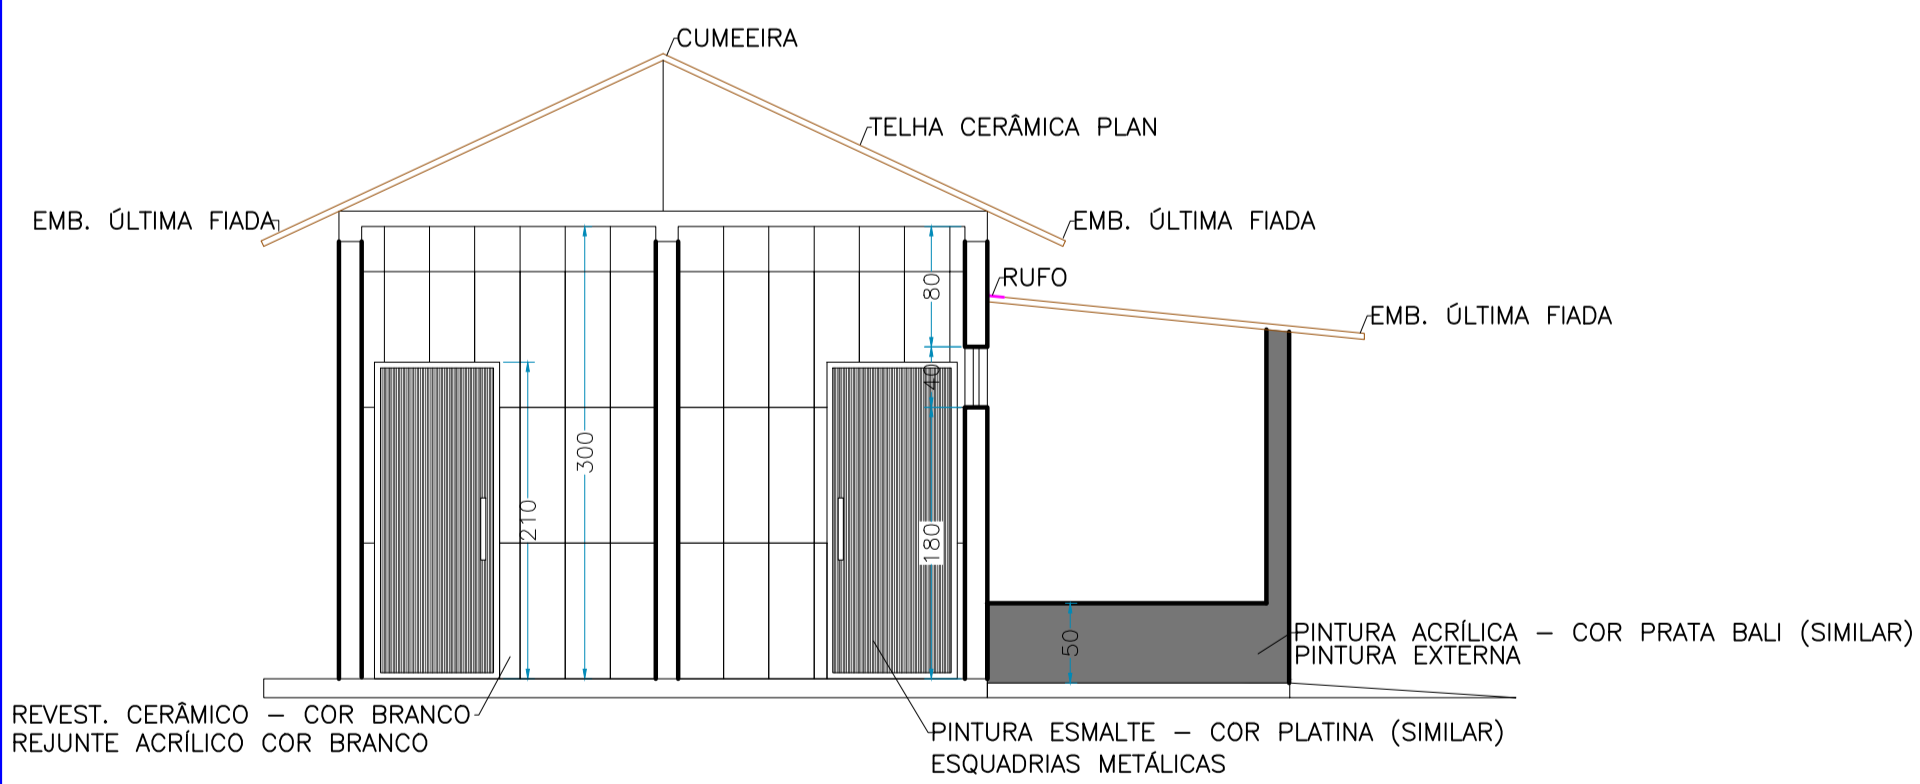 CUMEEIRA
TELHA CERÂMICA PLAN
EMB. ÚLTIMA FIADA
EMB. ÚLTIMA FIADA
RUFO
80
EMB. ÚLTIMA FIADA
40
300
210
180
50
PINTURA ACRÍLICA – COR PRATA BALI (SIMILAR)
PINTURA EXTERNA
REVEST. CERÂMICO – COR BRANCO
REJUNTE ACRÍLICO COR BRANCO
PINTURA ESMALTE – COR PLATINA (SIMILAR)
ESQUADRIAS METÁLICAS